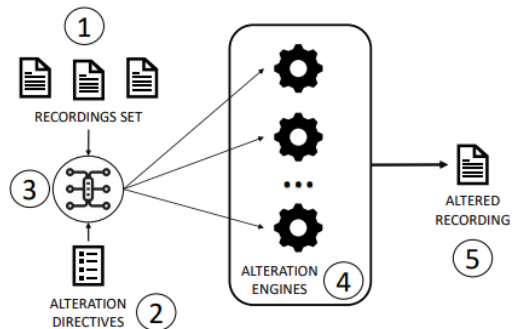 1
RECORDINGS SET
3
ALTERATION
DIRECTIVES
2
...
ALTERATION
ENGINES
4
ALTERED
RECORDING
5